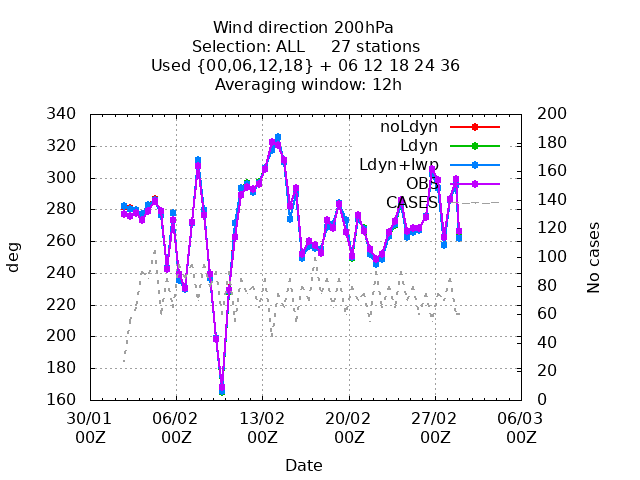 Wind direction 200hPa
Selection: ALL     27 stations
Used {00,06,12,18} + 06 12 18 24 36
Averaging window: 12h
340
320
300
280
260
240
220
200
180
160
deg
noLdyn
Ldyn
Ldyn+lwp
OBS
CASES
200
180
160
140
120
100
80
60
40
20
0
No cases
30/01 06/02 13/02 20/02 27/02 06/03
00Z 00Z 00Z 00Z 00Z 00Z
Date